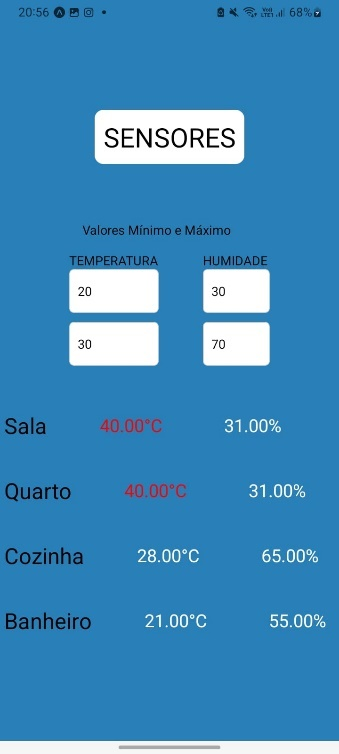 20:56 68%
SENSORES
Valores Mínimo e Máximo
TEMPERATURA HUMIDADE
20 30
30 70
Sala 40.00°C 31.00%
Quarto 40.00°C 31.00%
Cozinha 28.00°C 65.00%
Banheiro 21.00°C 55.00%